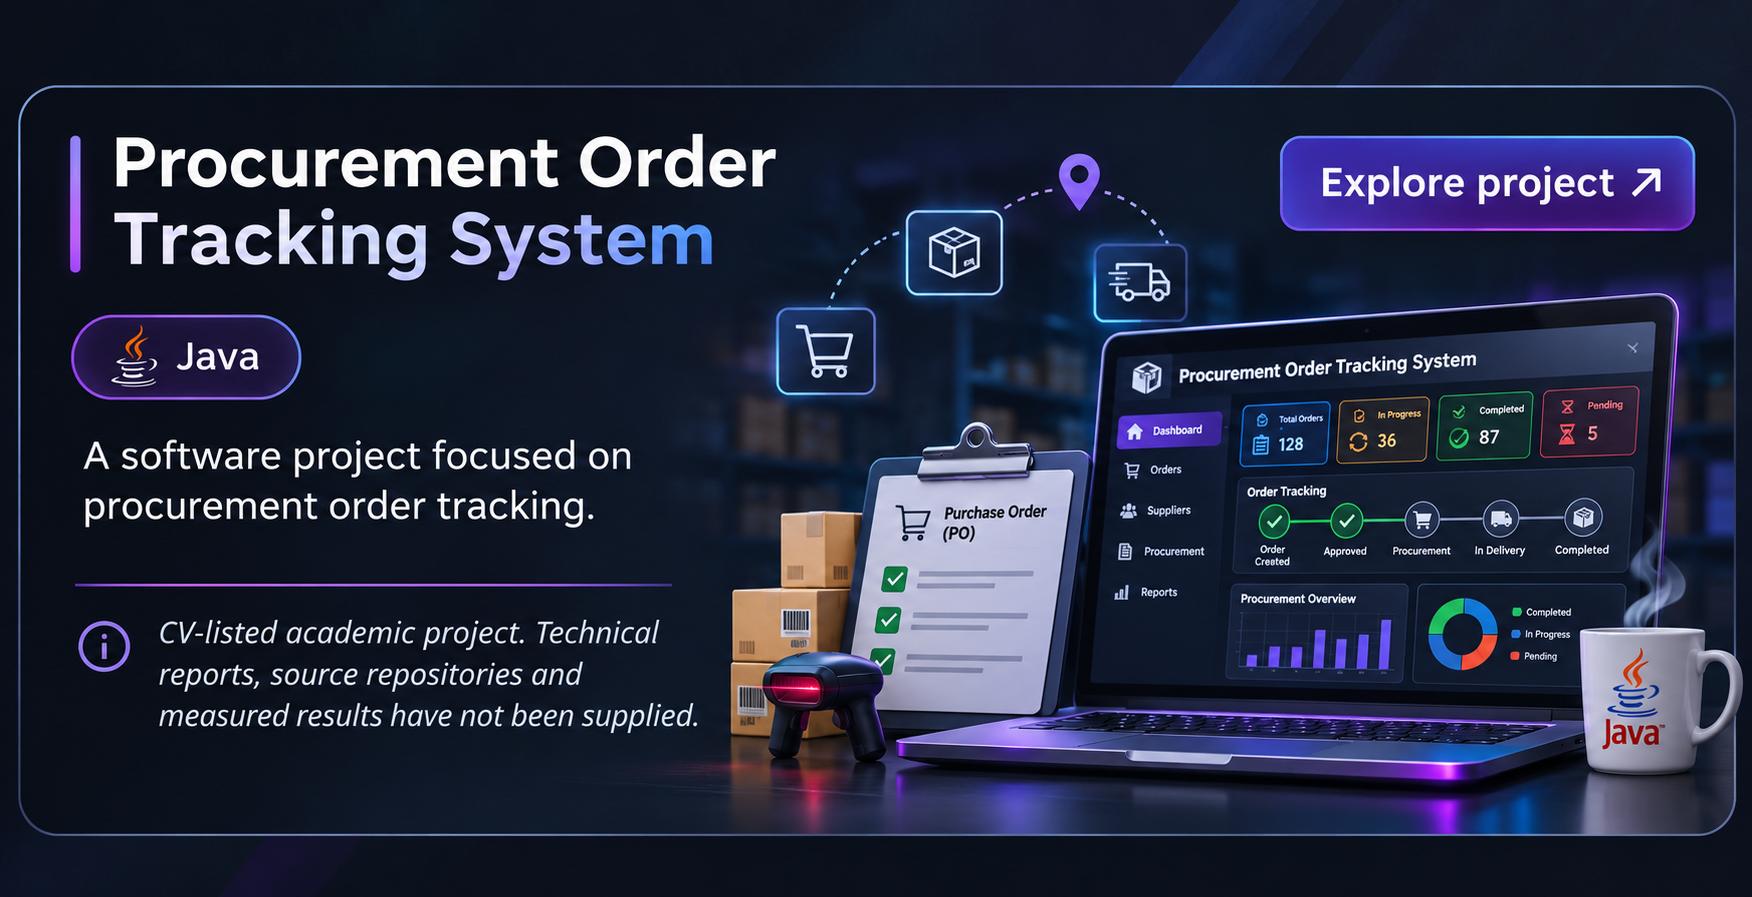 Procurement Order
Tracking System
Explore project
Java
A software project focused on
procurement order tracking.
CV-listed academic project. Technical
reports, source repositories and
measured results have not been supplied.
Purchase Order
(PO)
Procurement Order Tracking System
Dashboard
Orders
Suppliers
Procurement
Reports
Total Orders
128
In Progress
36
Completed
87
Pending
5
Order Tracking
Order
Created
Approved
Procurement
In Delivery
Completed
Procurement Overview
Completed
In Progress
Pending
Java™